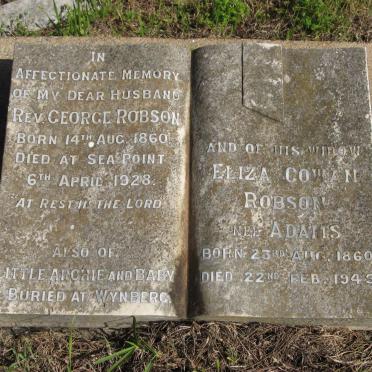 IN
AFFECTIONATE MEMORY
OF MY DEAR HUSBAND
REV GEORGE ROBSON
BORN 14TH AUG. 1860.
DIED AT SEA POINT
6TH APRIL 1928.
AT REST IN THE LORD
ALSO OF
LITTLE ARCHIE AND BABY
BURIED AT WYNBERG
AND OF HIS WIDOW
ELIZA COWAN
ROBSON
NEE ADAMS
BORN 23RD AUG. 1860
DIED 22ND FEB.